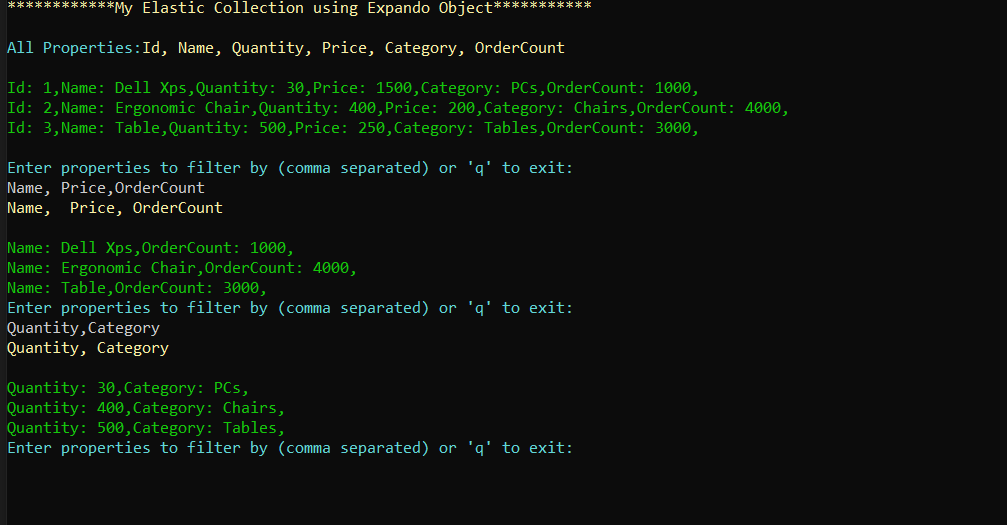 ************My Elastic Collection using Expando Object***********
All Properties:Id, Name, Quantity, Price, Category, OrderCount
Id: 1,Name: Dell Xps,Quantity: 30,Price: 1500,Category: PCs,OrderCount: 1000,
Id: 2,Name: Ergonomic Chair,Quantity: 400,Price: 200,Category: Chairs,OrderCount: 4000,
Id: 3,Name: Table,Quantity: 500,Price: 250,Category: Tables,OrderCount: 3000,
Enter properties to filter by (comma separated) or 'q' to exit:
Name, Price,OrderCount
Name,  Price, OrderCount
Name: Dell Xps,OrderCount: 1000,
Name: Ergonomic Chair,OrderCount: 4000,
Name: Table,OrderCount: 3000,
Enter properties to filter by (comma separated) or 'q' to exit:
Quantity,Category
Quantity, Category
Quantity: 30,Category: PCs,
Quantity: 400,Category: Chairs,
Quantity: 500,Category: Tables,
Enter properties to filter by (comma separated) or 'q' to exit: